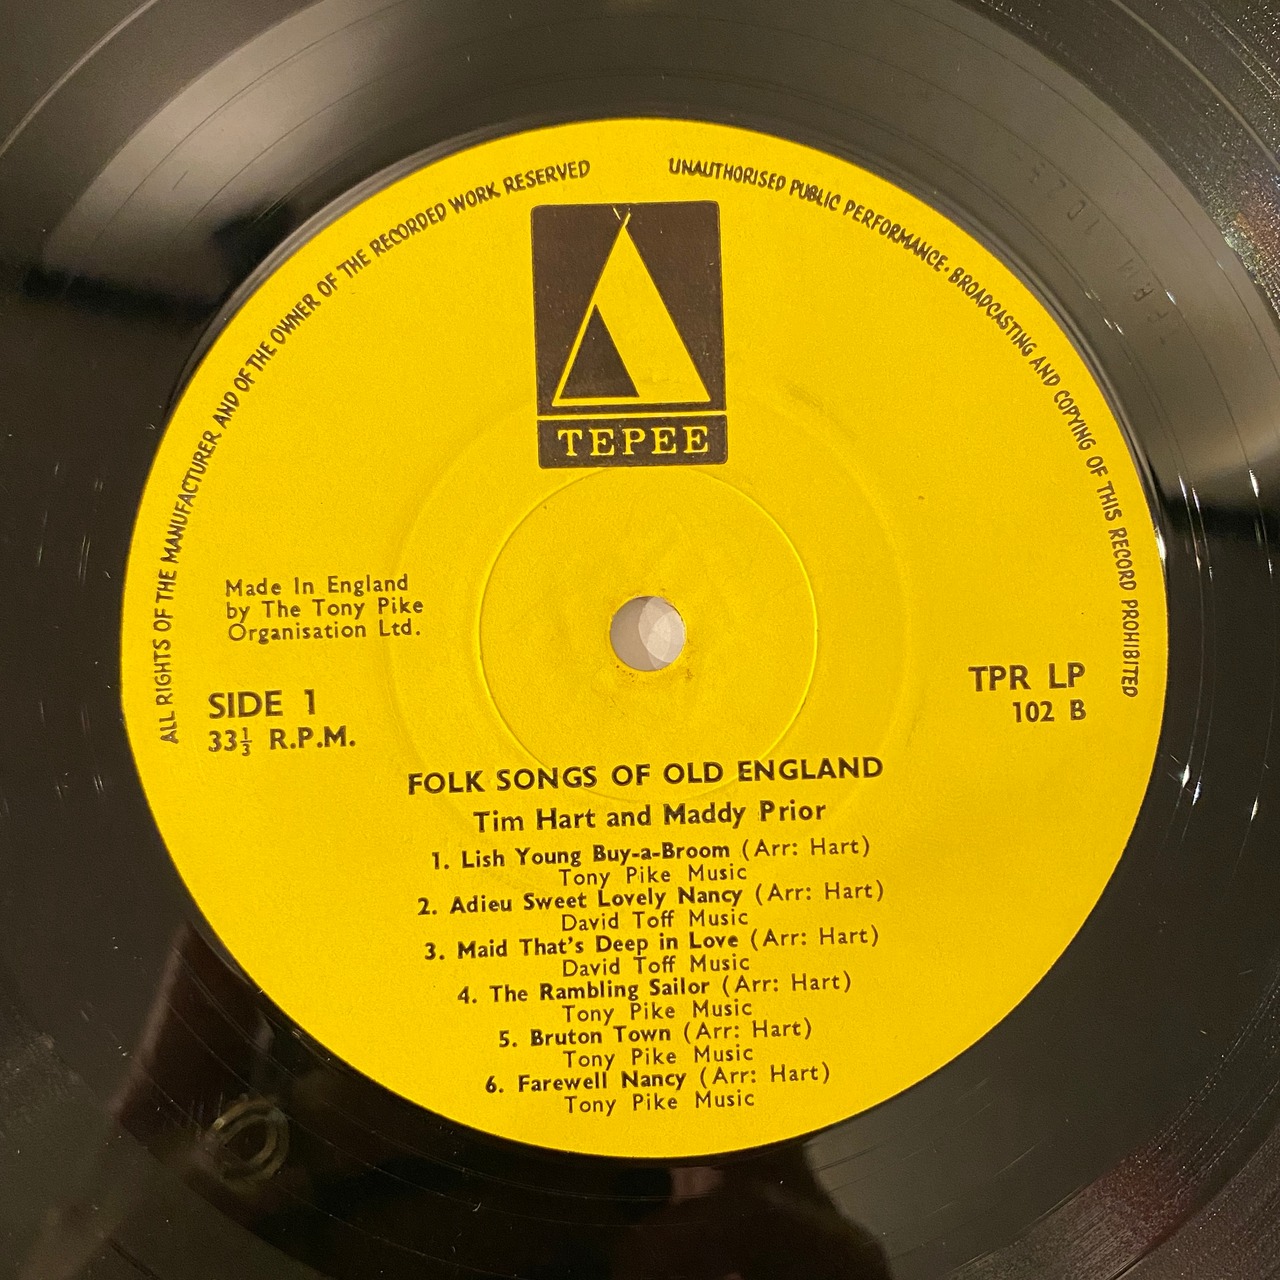 ALL RIGHTS OF THE MANUFACTURER AND OF THE OWNER OF THE RECORDED WORK RESERVED
UNAUTHORISED PUBLIC PERFORMANCE · BROADCASTING AND COPYING OF THIS RECORD PROHIBITED
TEPEE
Made In England
by The Tony Pike
Organisation Ltd.
SIDE 1
33⅓ R.P.M.
TPR LP
102 B
FOLK SONGS OF OLD ENGLAND
Tim Hart and Maddy Prior
1. Lish Young Buy-a-Broom (Arr: Hart)
Tony Pike Music
2. Adieu Sweet Lovely Nancy (Arr: Hart)
David Toff Music
3. Maid That's Deep in Love (Arr: Hart)
David Toff Music
4. The Rambling Sailor (Arr: Hart)
Tony Pike Music
5. Bruton Town (Arr: Hart)
Tony Pike Music
6. Farewell Nancy (Arr: Hart)
Tony Pike Music